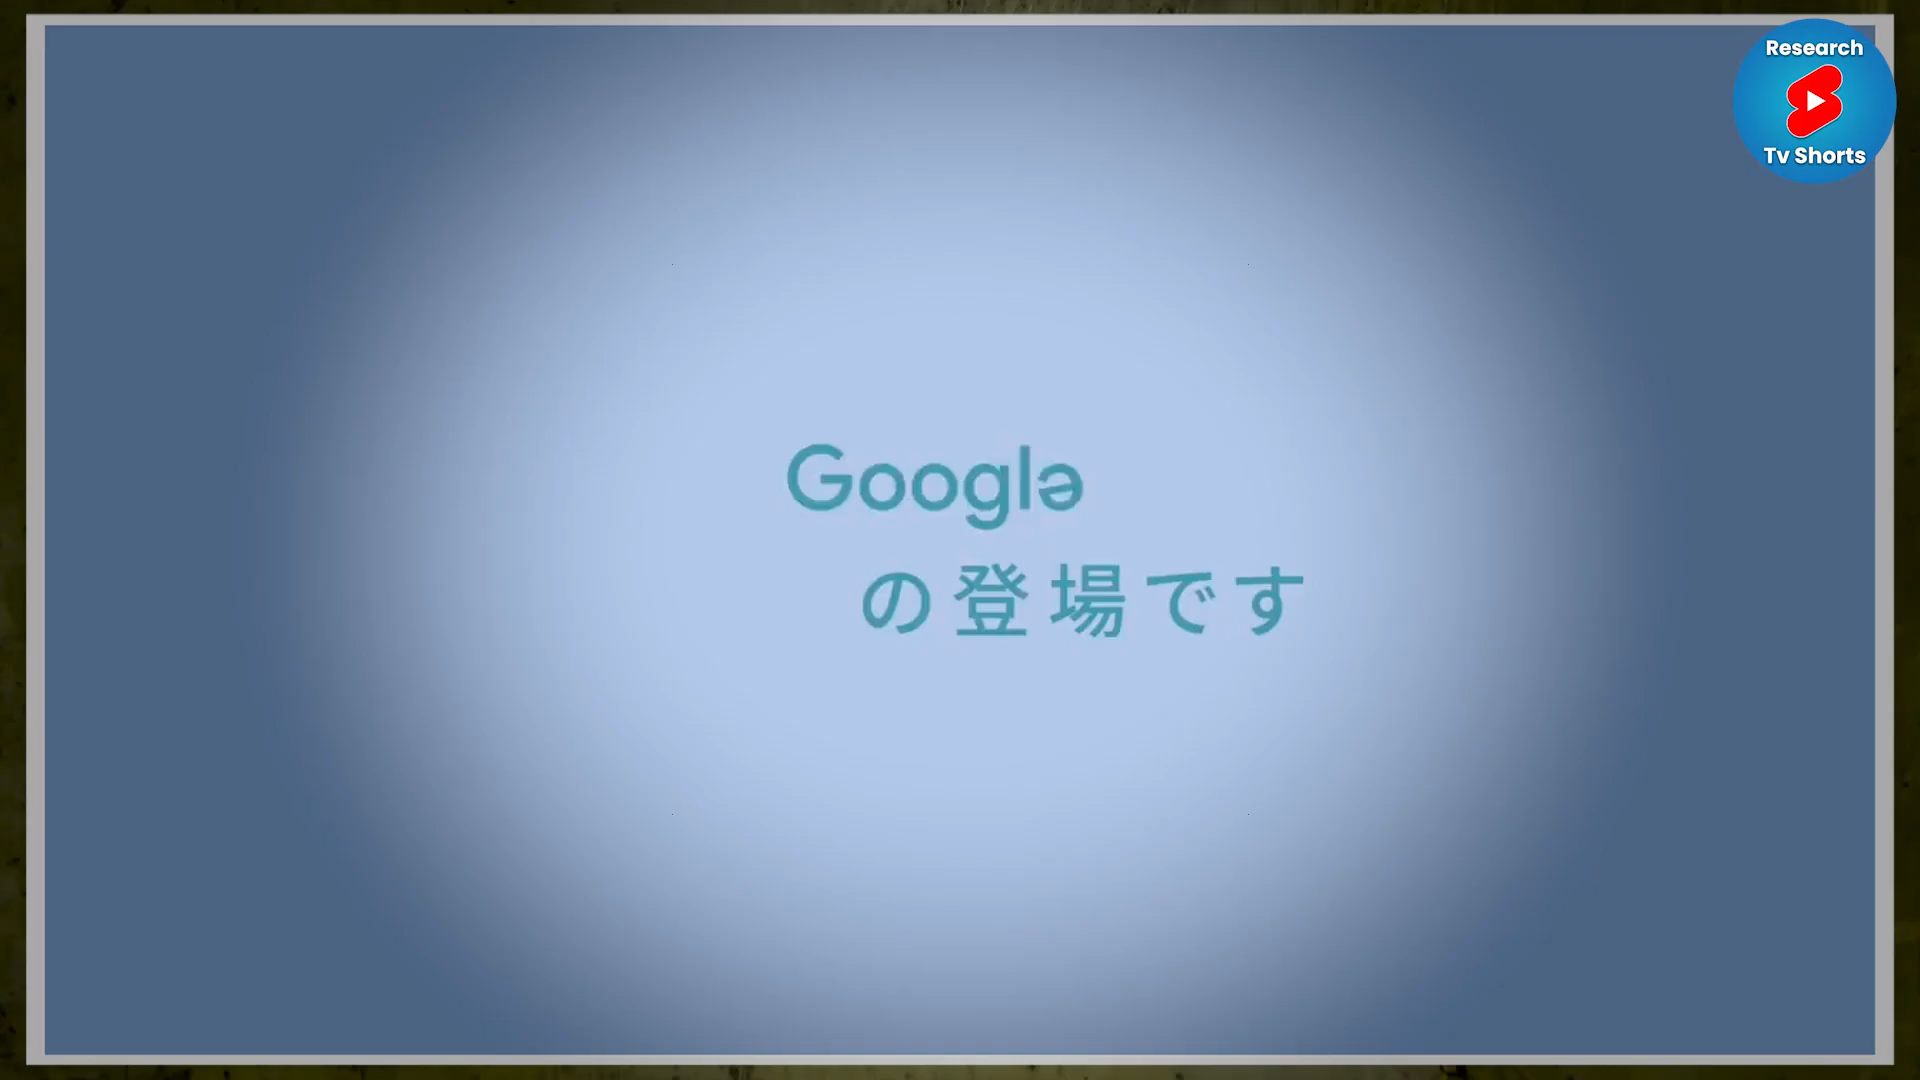 Research
Tv Shorts
Googlə
の登場です